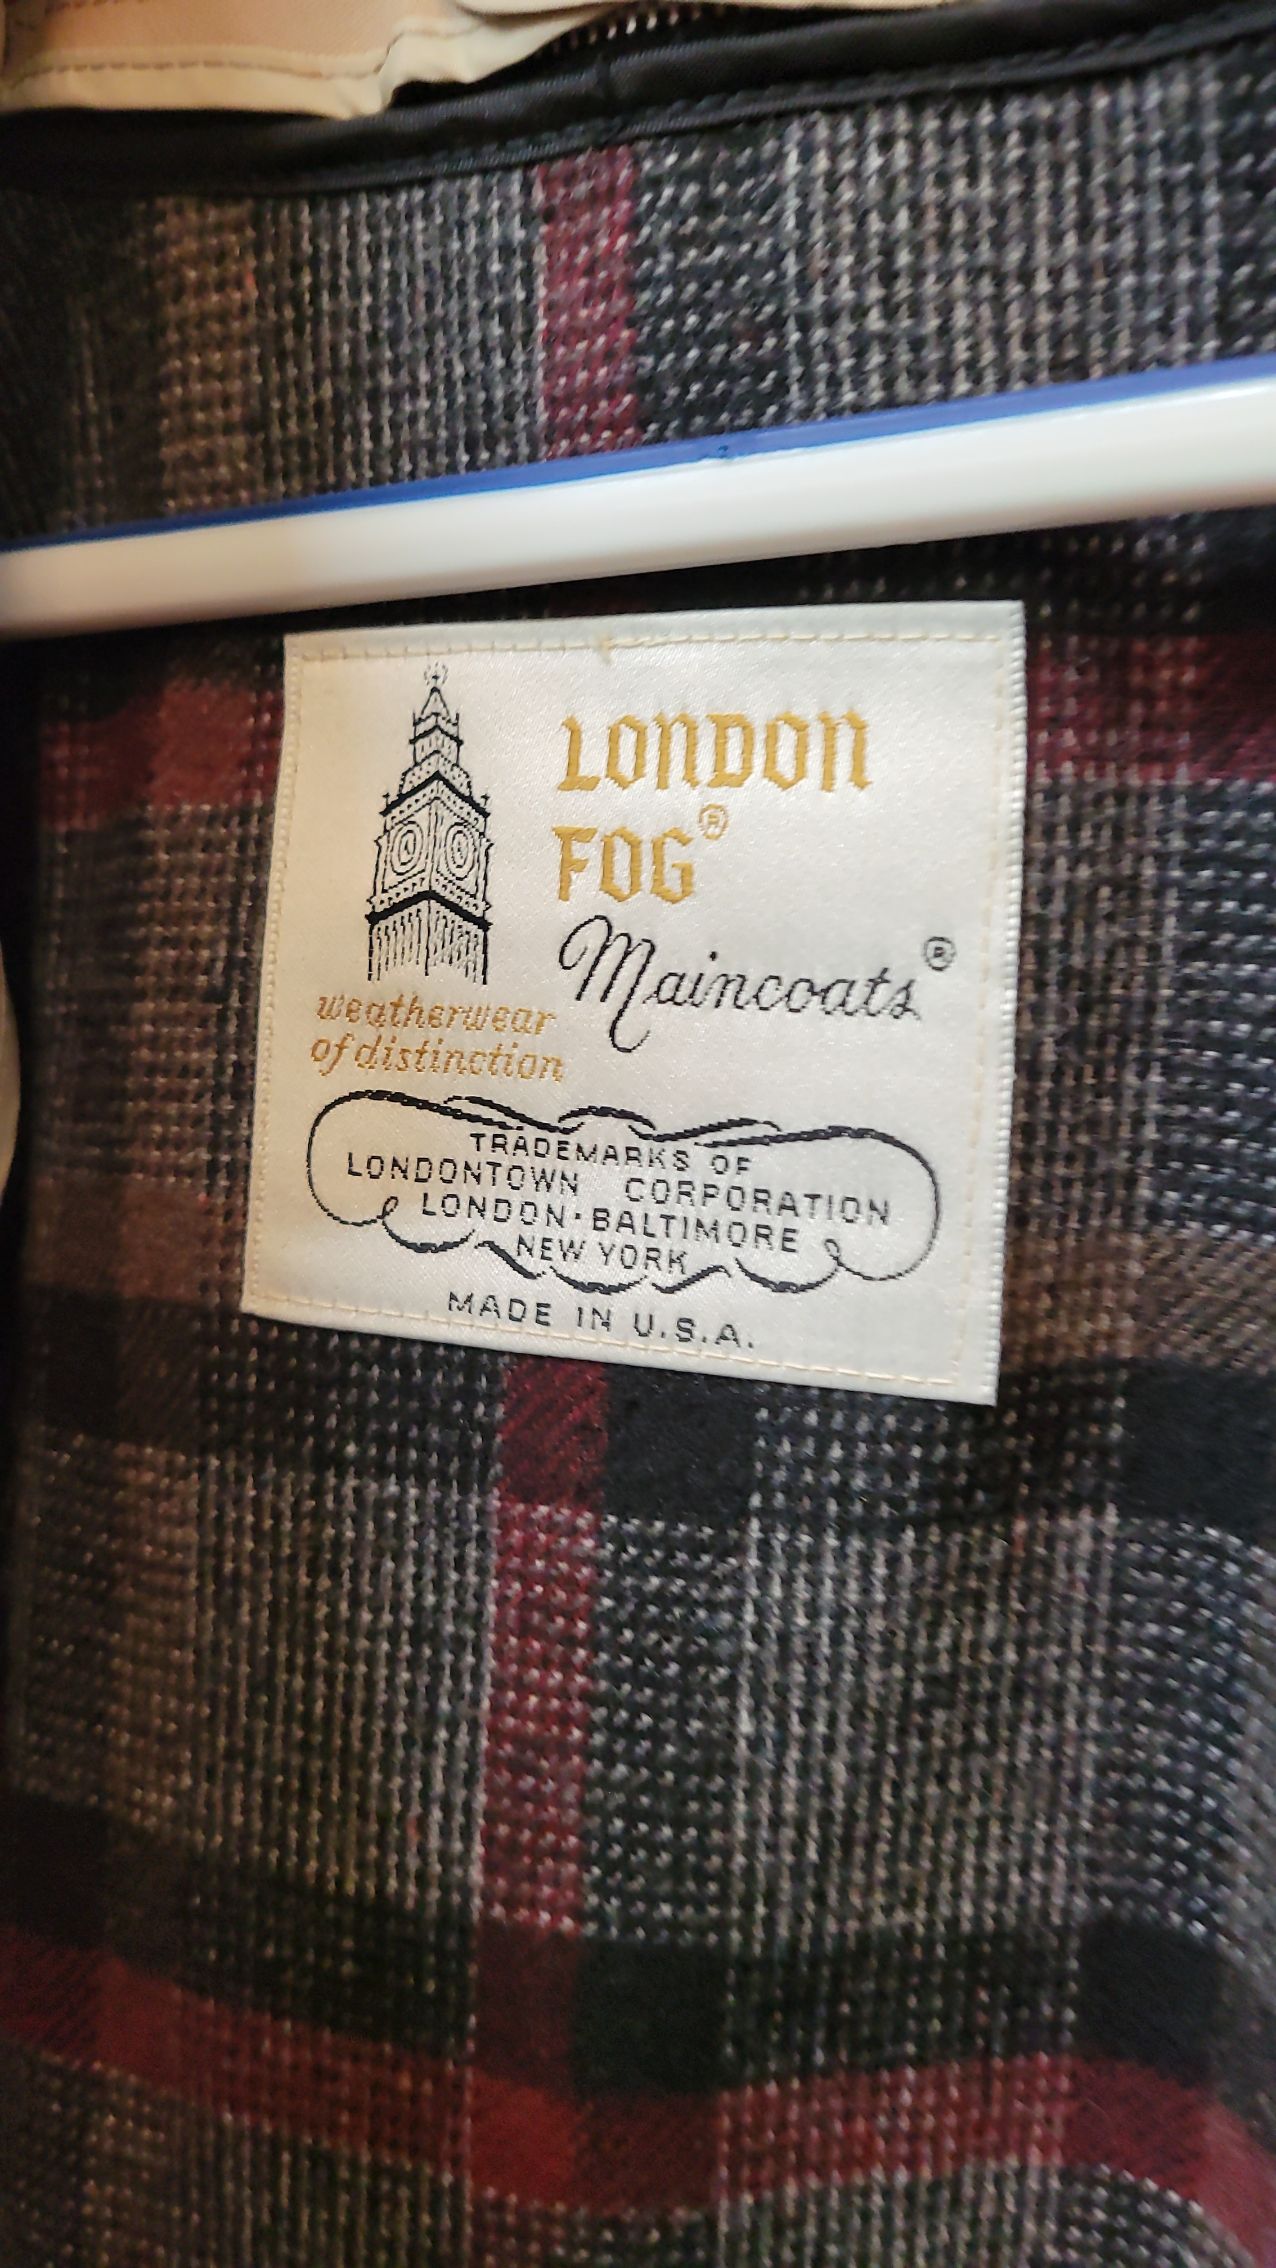 LONDON
FOG®
Maincoats®
weatherwear
of distinction
TRADEMARKS OF
LONDONTOWN CORPORATION
LONDON·BALTIMORE
NEW YORK
MADE IN U.S.A.